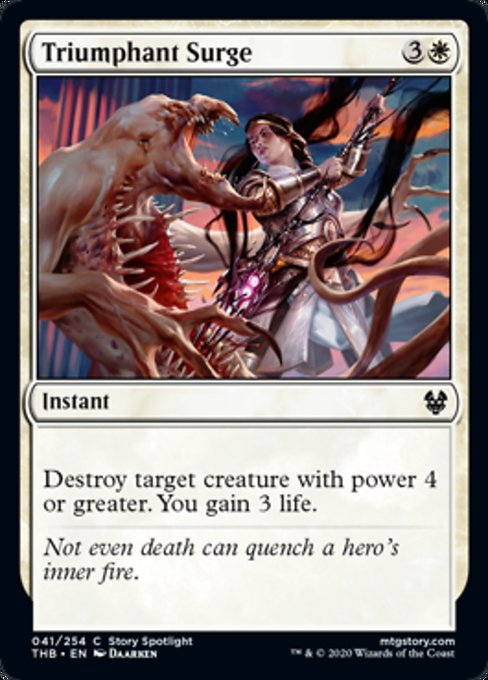 Triumphant Surge 3
Instant
Destroy target creature with power 4
or greater. You gain 3 life.
Not even death can quench a hero's
inner fire.
041/254 C Story Spotlight
THB • EN Daarken
mtgstory.com
™ & © 2020 Wizards of the Coast